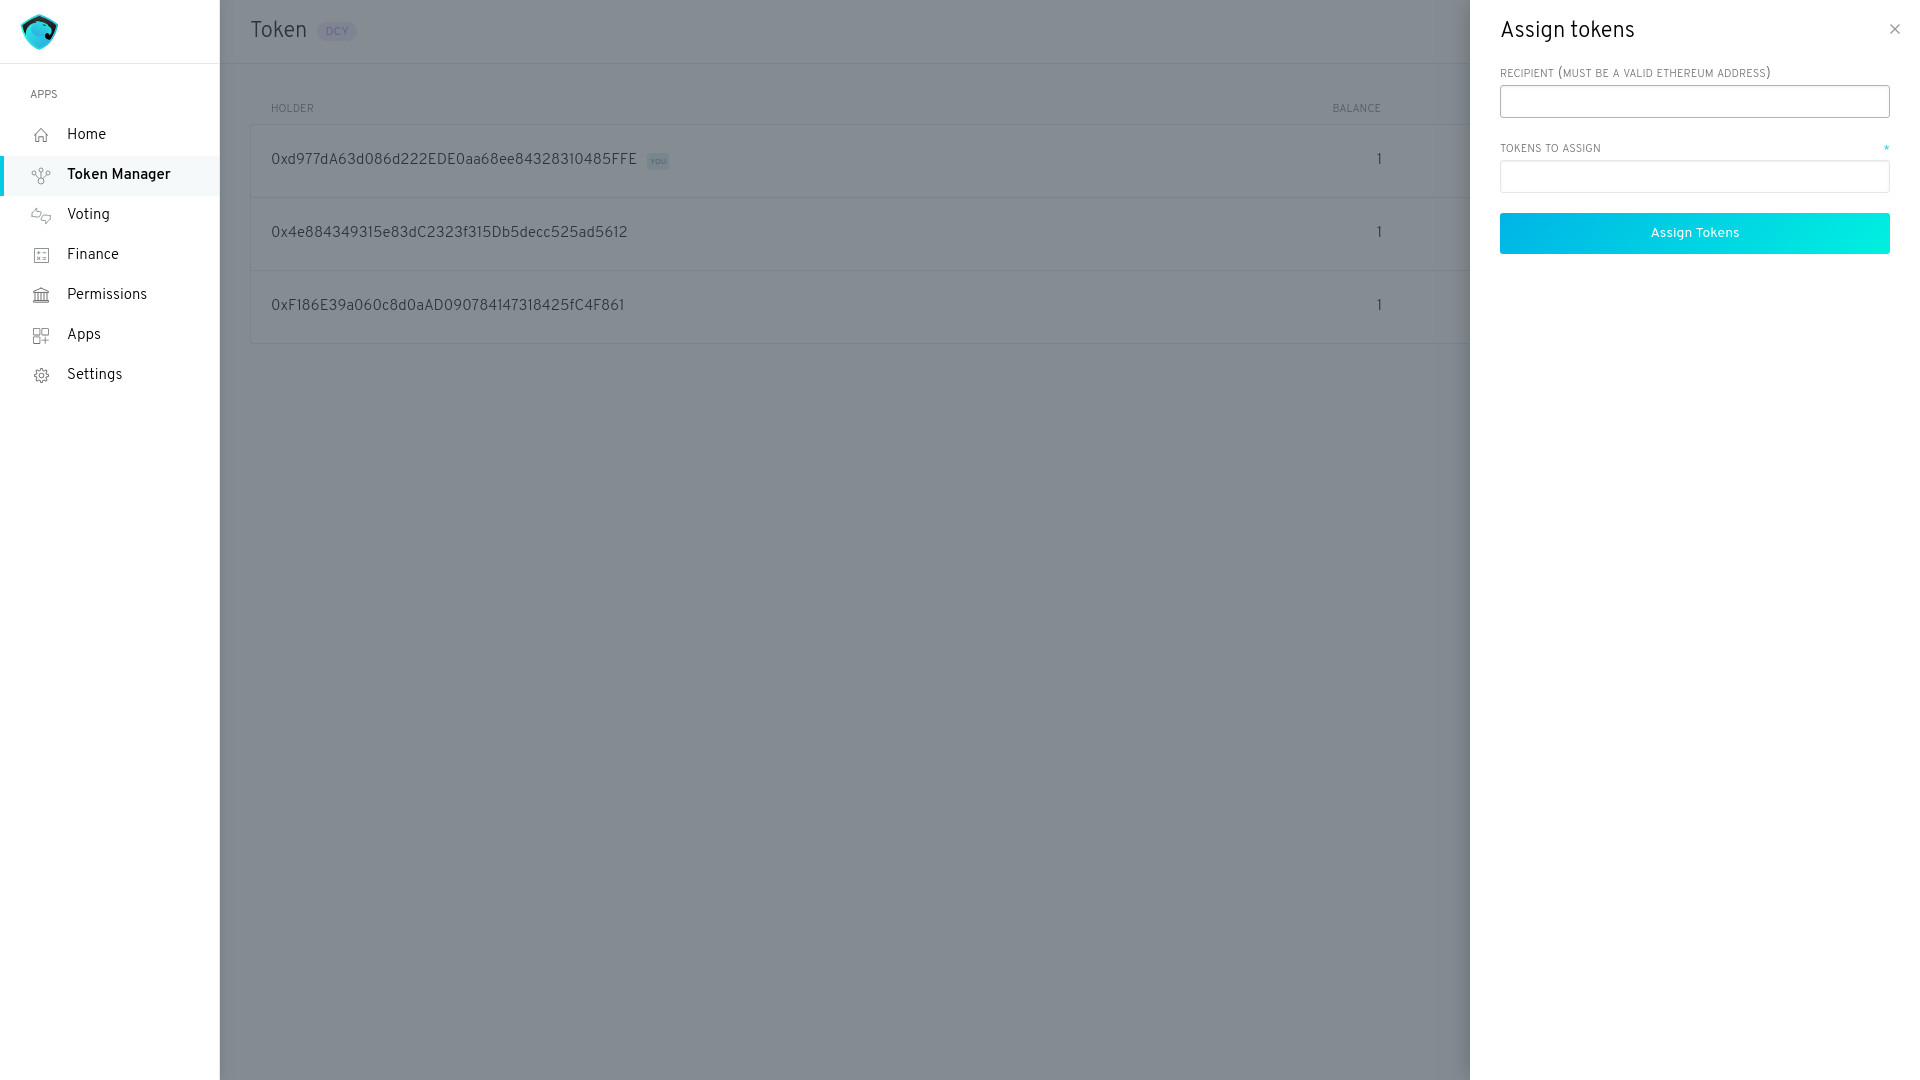 APPS
Home
Token Manager
Voting
Finance
Permissions
Apps
Settings
Token DCY
HOLDER BALANCE
0xd977dA63d086d222EDE0aa68ee84328310485FFE YOU 1
0x4e884349315e83dC2323f315Db5decc525ad5612 1
0xF186E39a060c8d0aAD090784147318425fC4F861 1
Assign tokens
RECIPIENT (MUST BE A VALID ETHEREUM ADDRESS)
TOKENS TO ASSIGN *
Assign Tokens